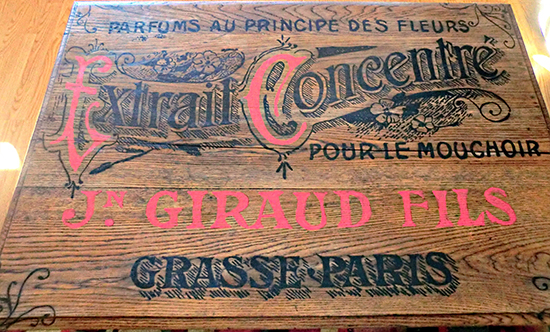 PARFUMS AU PRINCIPE DES FLEURS
Extrait Concentré
POUR LE MOUCHOIR
JN GIRAUD FILS
GRASSE·PARIS